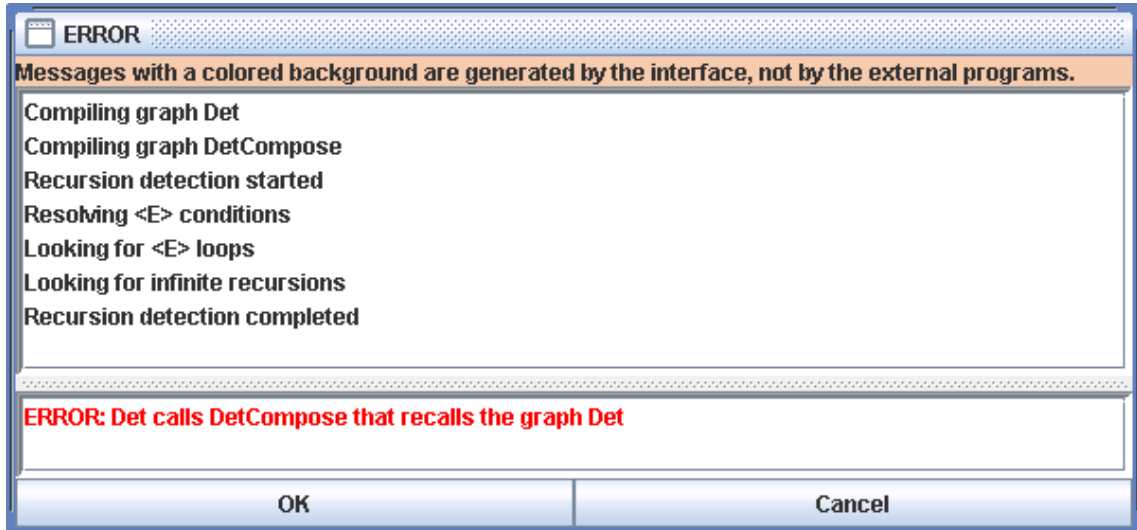 ERROR
Messages with a colored background are generated by the interface, not by the external programs.
Compiling graph Det
Compiling graph DetCompose
Recursion detection started
Resolving <E> conditions
Looking for <E> loops
Looking for infinite recursions
Recursion detection completed
ERROR: Det calls DetCompose that recalls the graph Det
OK
Cancel